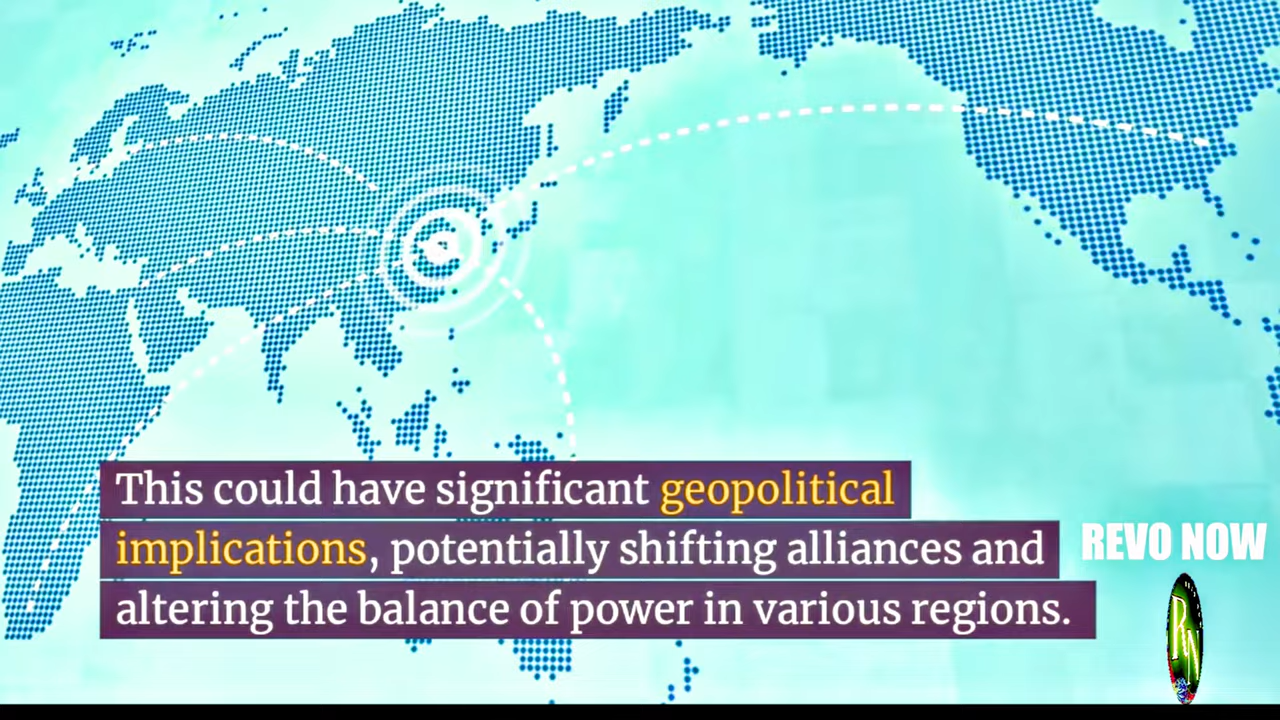 This could have significant geopolitical
implications, potentially shifting alliances and
altering the balance of power in various regions.
REVO NOW
RN